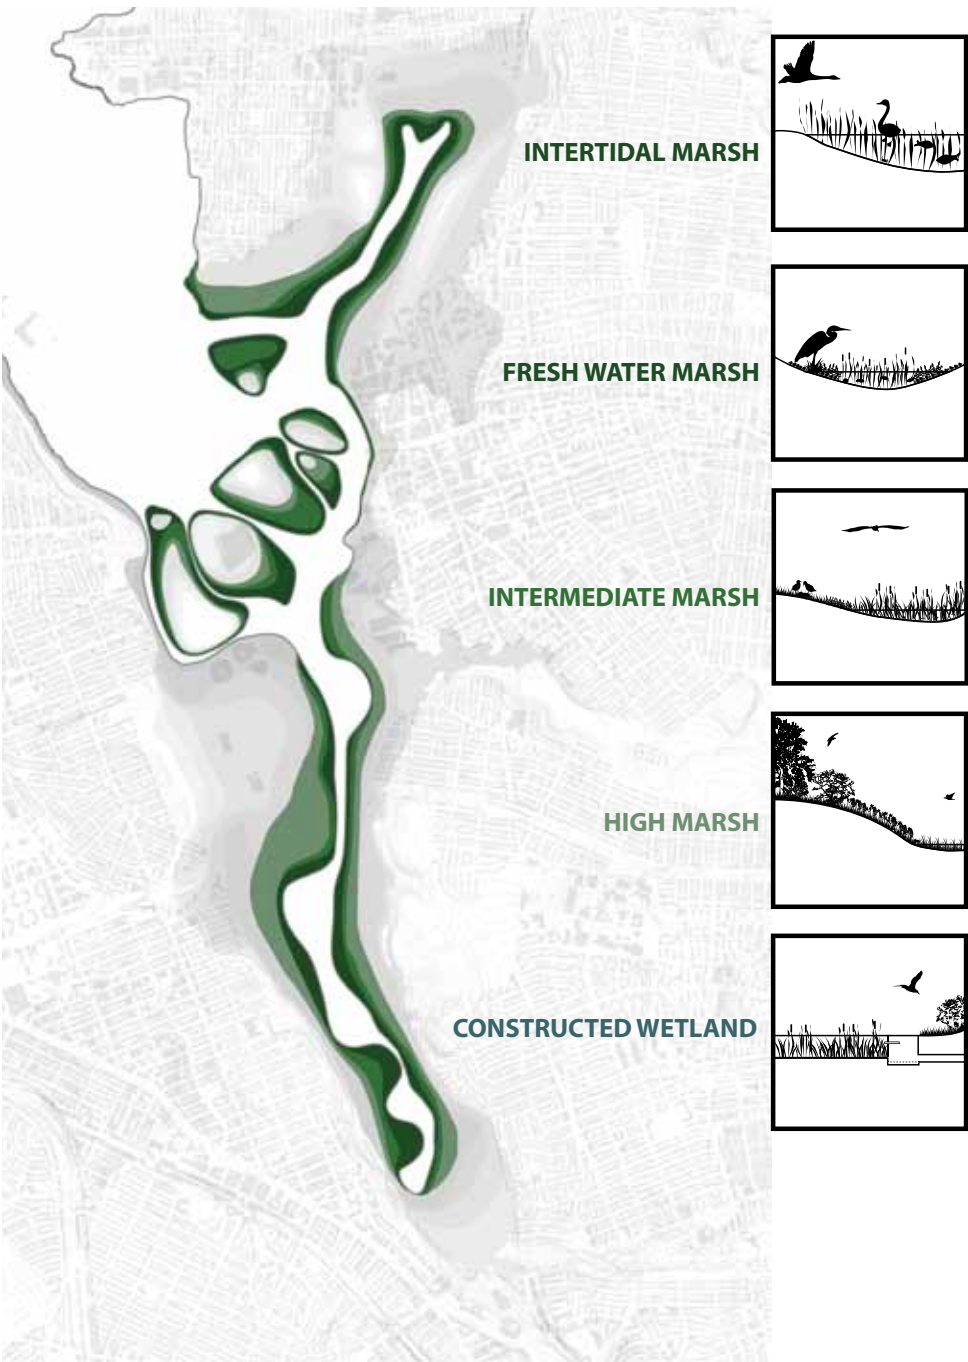 INTERTIDAL MARSH
FRESH WATER MARSH
INTERMEDIATE MARSH
HIGH MARSH
CONSTRUCTED WETLAND